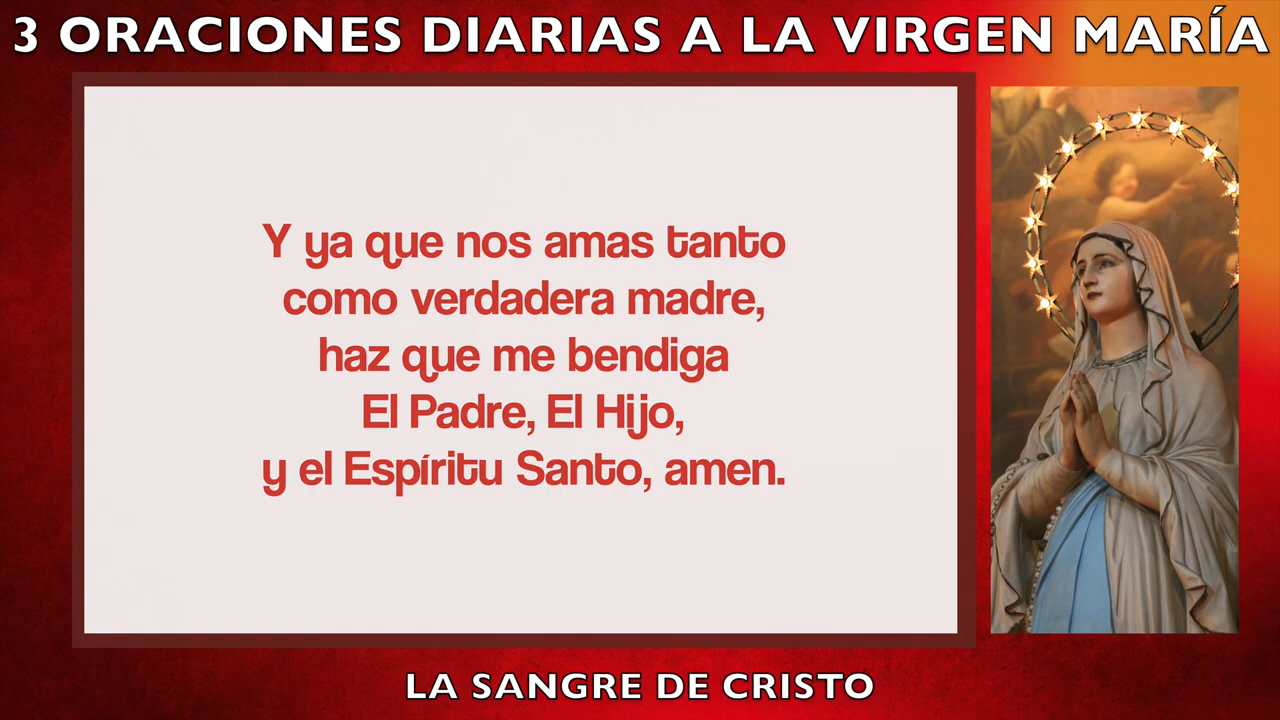 3 ORACIONES DIARIAS A LA VIRGEN MARÍA
Y ya que nos amas tanto
como verdadera madre,
haz que me bendiga
El Padre, El Hijo,
y el Espíritu Santo, amen.
LA SANGRE DE CRISTO